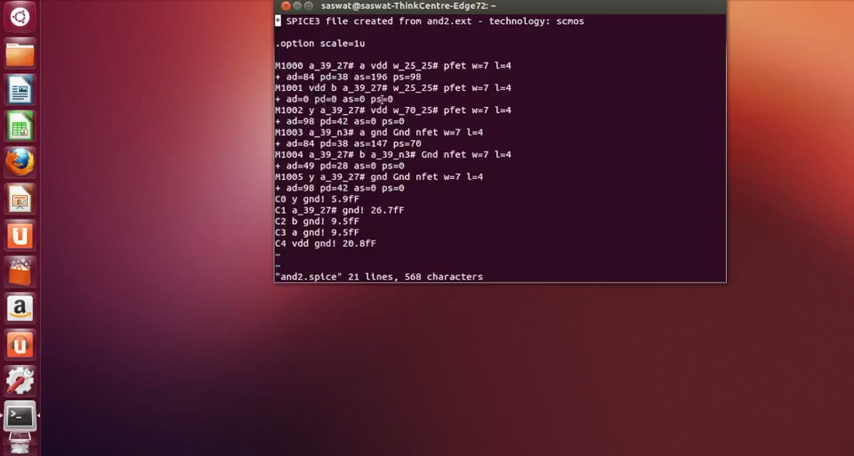 saswat@saswat-ThinkCentre-Edge72: ~
* SPICE3 file created from and2.ext - technology: scmos
.option scale=1u
M1000 a_39_27# a vdd w_25_25# pfet w=7 l=4
+ ad=84 pd=38 as=196 ps=98
M1001 vdd b a_39_27# w_25_25# pfet w=7 l=4
+ ad=0 pd=0 as=0 ps=0
M1002 y a_39_27# vdd w_70_25# pfet w=7 l=4
+ ad=98 pd=42 as=0 ps=0
M1003 a_39_n3# a gnd Gnd nfet w=7 l=4
+ ad=84 pd=38 as=147 ps=70
M1004 a_39_27# b a_39_n3# Gnd nfet w=7 l=4
+ ad=49 pd=28 as=0 ps=0
M1005 y a_39_27# gnd Gnd nfet w=7 l=4
+ ad=98 pd=42 as=0 ps=0
C0 y gnd! 5.9fF
C1 a_39_27# gnd! 26.7fF
C2 b gnd! 9.5fF
C3 a gnd! 9.5fF
C4 vdd gnd! 20.8fF
~
~
"and2.spice" 21 lines, 568 characters